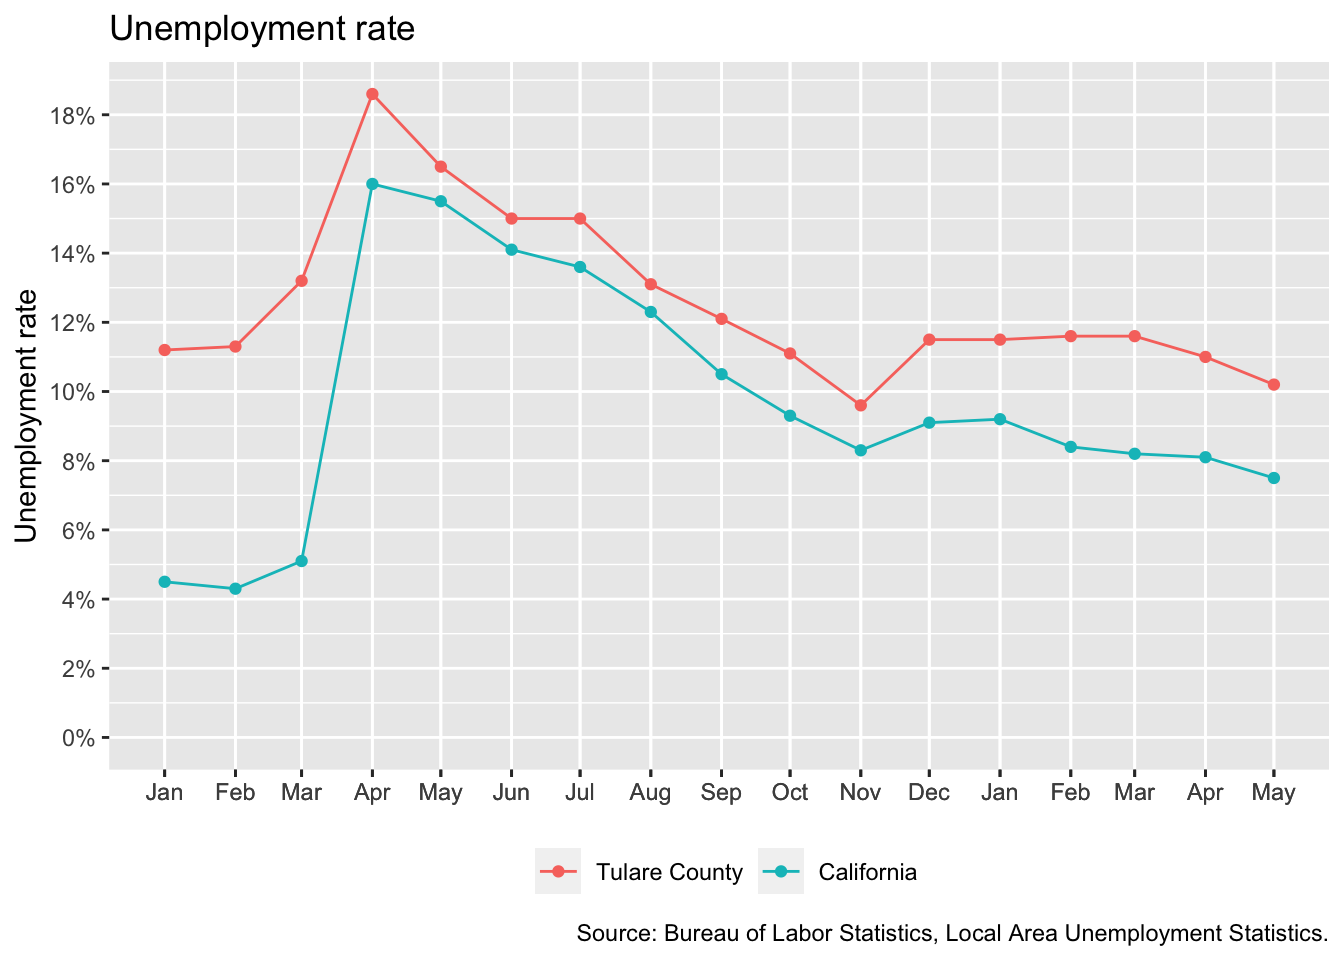 Unemployment rate
Unemployment rate
18%
16%
14%
12%
10%
8%
6%
4%
2%
0%
Jan Feb Mar Apr May Jun Jul Aug Sep Oct Nov Dec Jan Feb Mar Apr May
Tulare County California
Source: Bureau of Labor Statistics, Local Area Unemployment Statistics.